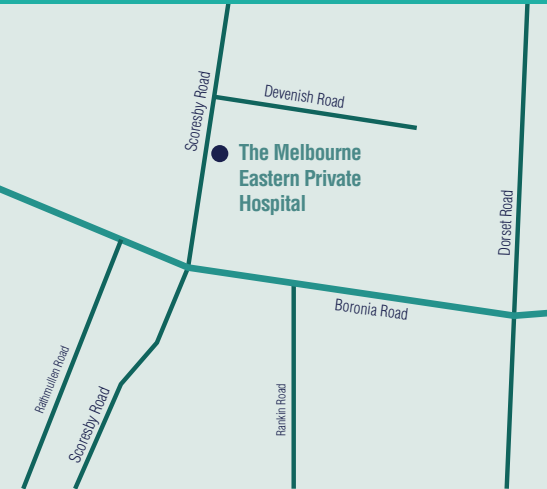 Scoresby Road
Devenish Road
The Melbourne
Eastern Private
Hospital
Dorset Road
Boronia Road
Rathmullen Road
Scoresby Road
Rankin Road